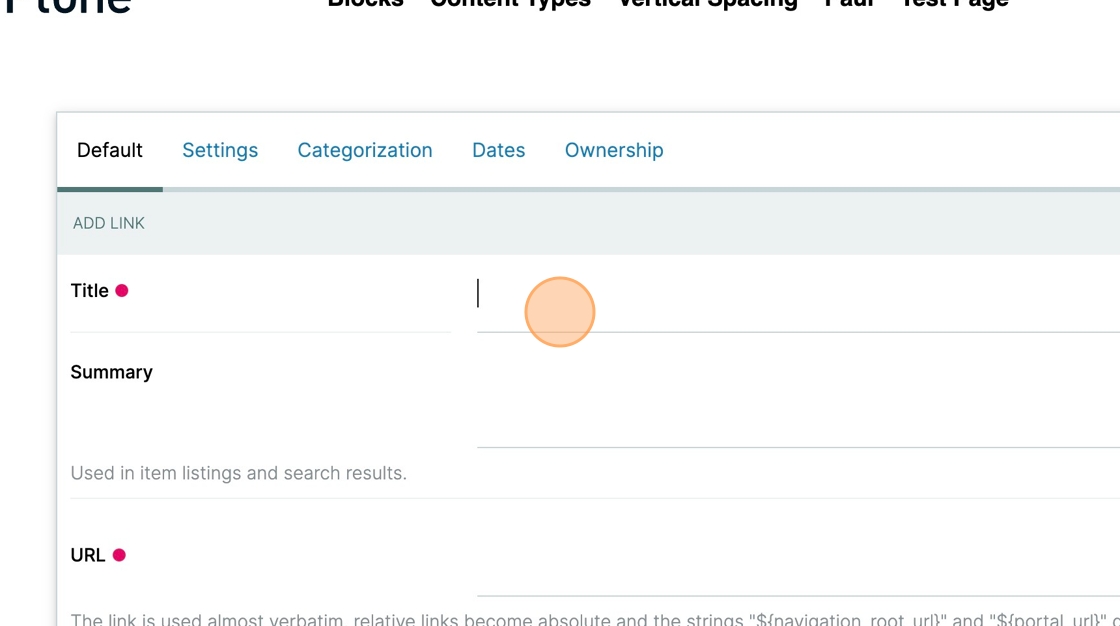 Blocks Content Types Vertical Spacing Paul Test Page
Default Settings Categorization Dates Ownership
ADD LINK
Title
Summary
Used in item listings and search results.
URL
The link is used almost verbatim, relative links become absolute and the strings "${navigation_root_url}" and "${portal_url}"